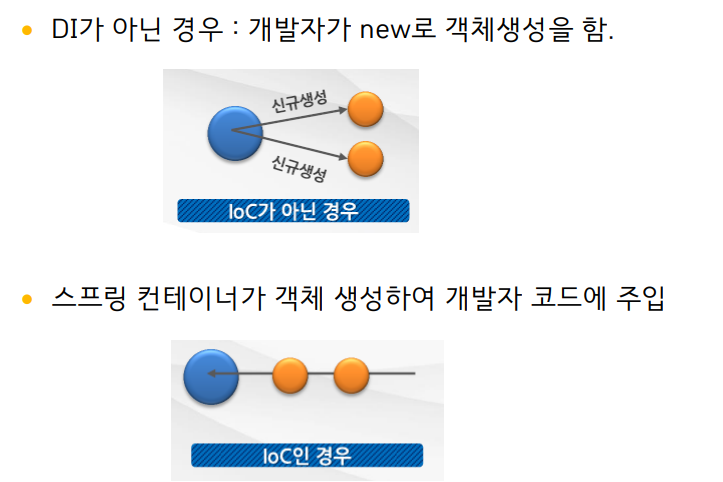 DI가 아닌 경우 : 개발자가 new로 객체생성을 함.
신규생성
신규생성
IoC가 아닌 경우
스프링 컨테이너가 객체 생성하여 개발자 코드에 주입
IoC인 경우